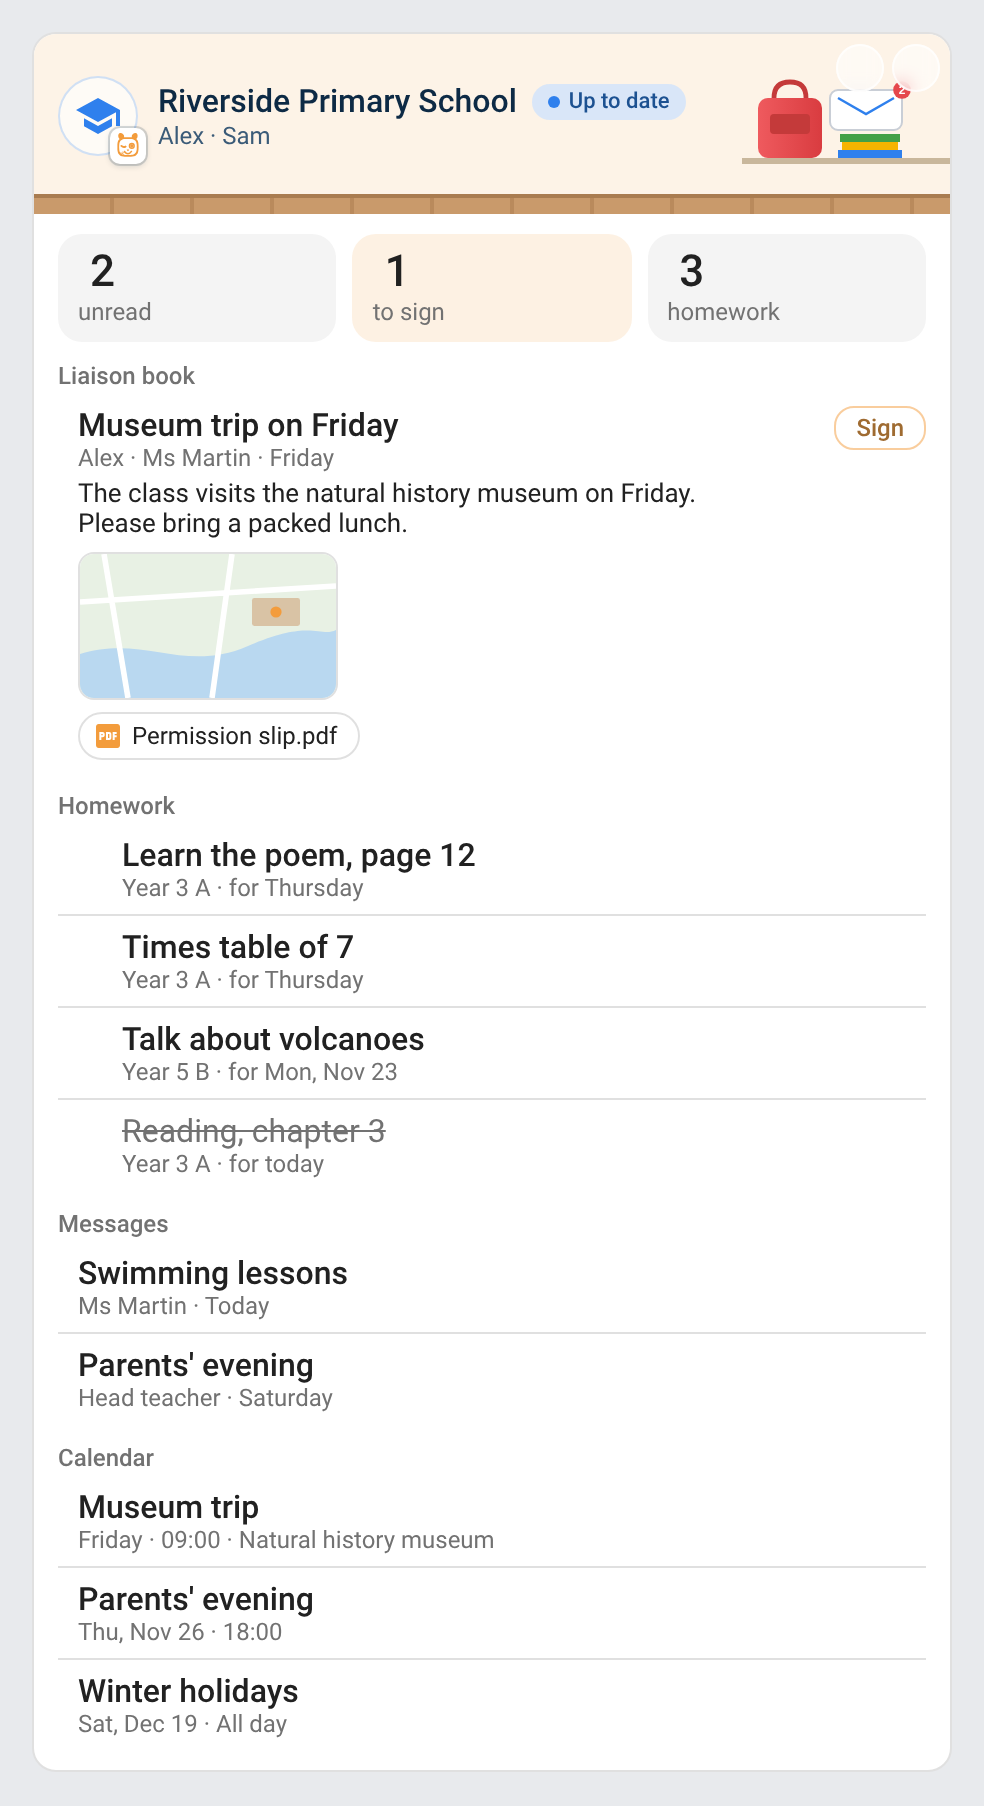 Riverside Primary School
Up to date
Alex · Sam
2
2
unread
1
to sign
3
homework
Liaison book
Museum trip on Friday
Sign
Alex · Ms Martin · Friday
The class visits the natural history museum on Friday.
Please bring a packed lunch.
PDF
Permission slip.pdf
Homework
Learn the poem, page 12
Year 3 A · for Thursday
Times table of 7
Year 3 A · for Thursday
Talk about volcanoes
Year 5 B · for Mon, Nov 23
Reading, chapter 3
Year 3 A · for today
Messages
Swimming lessons
Ms Martin · Today
Parents' evening
Head teacher · Saturday
Calendar
Museum trip
Friday · 09:00 · Natural history museum
Parents' evening
Thu, Nov 26 · 18:00
Winter holidays
Sat, Dec 19 · All day